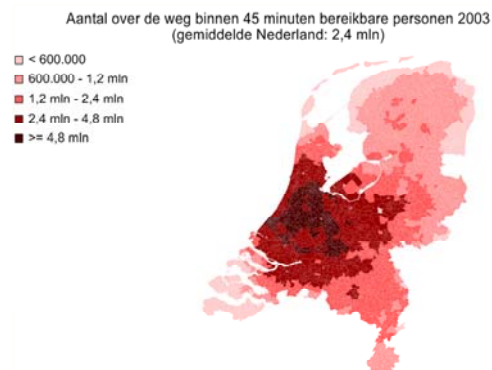 Aantal over de weg binnen 45 minuten bereikbare personen 2003
(gemiddelde Nederland: 2,4 mln)
< 600.000
600.000 - 1,2 mln
1,2 mln - 2,4 mln
2,4 mln - 4,8 mln
>= 4,8 mln